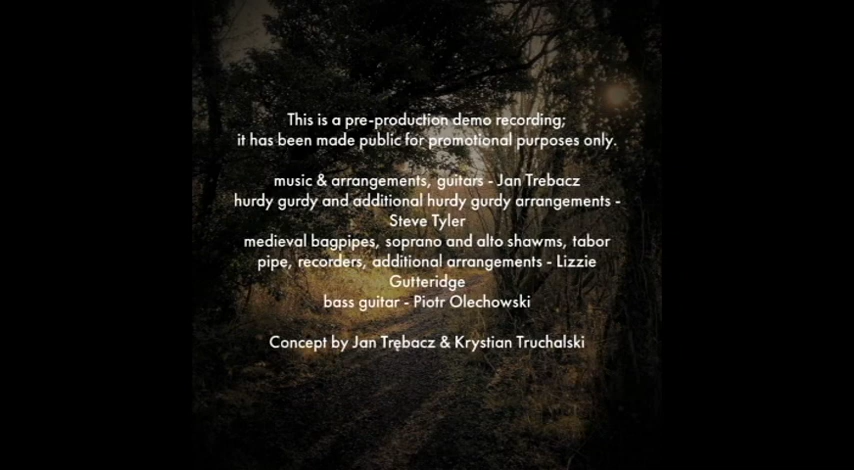 This is a pre-production demo recording;
it has been made public for promotional purposes only.
music & arrangements, guitars - Jan Trebacz
hurdy gurdy and additional hurdy gurdy arrangements -
Steve Tyler
medieval bagpipes, soprano and alto shawms, tabor
pipe, recorders, additional arrangements - Lizzie
Gutteridge
bass guitar - Piotr Olechowski
Concept by Jan Trębacz & Krystian Truchalski